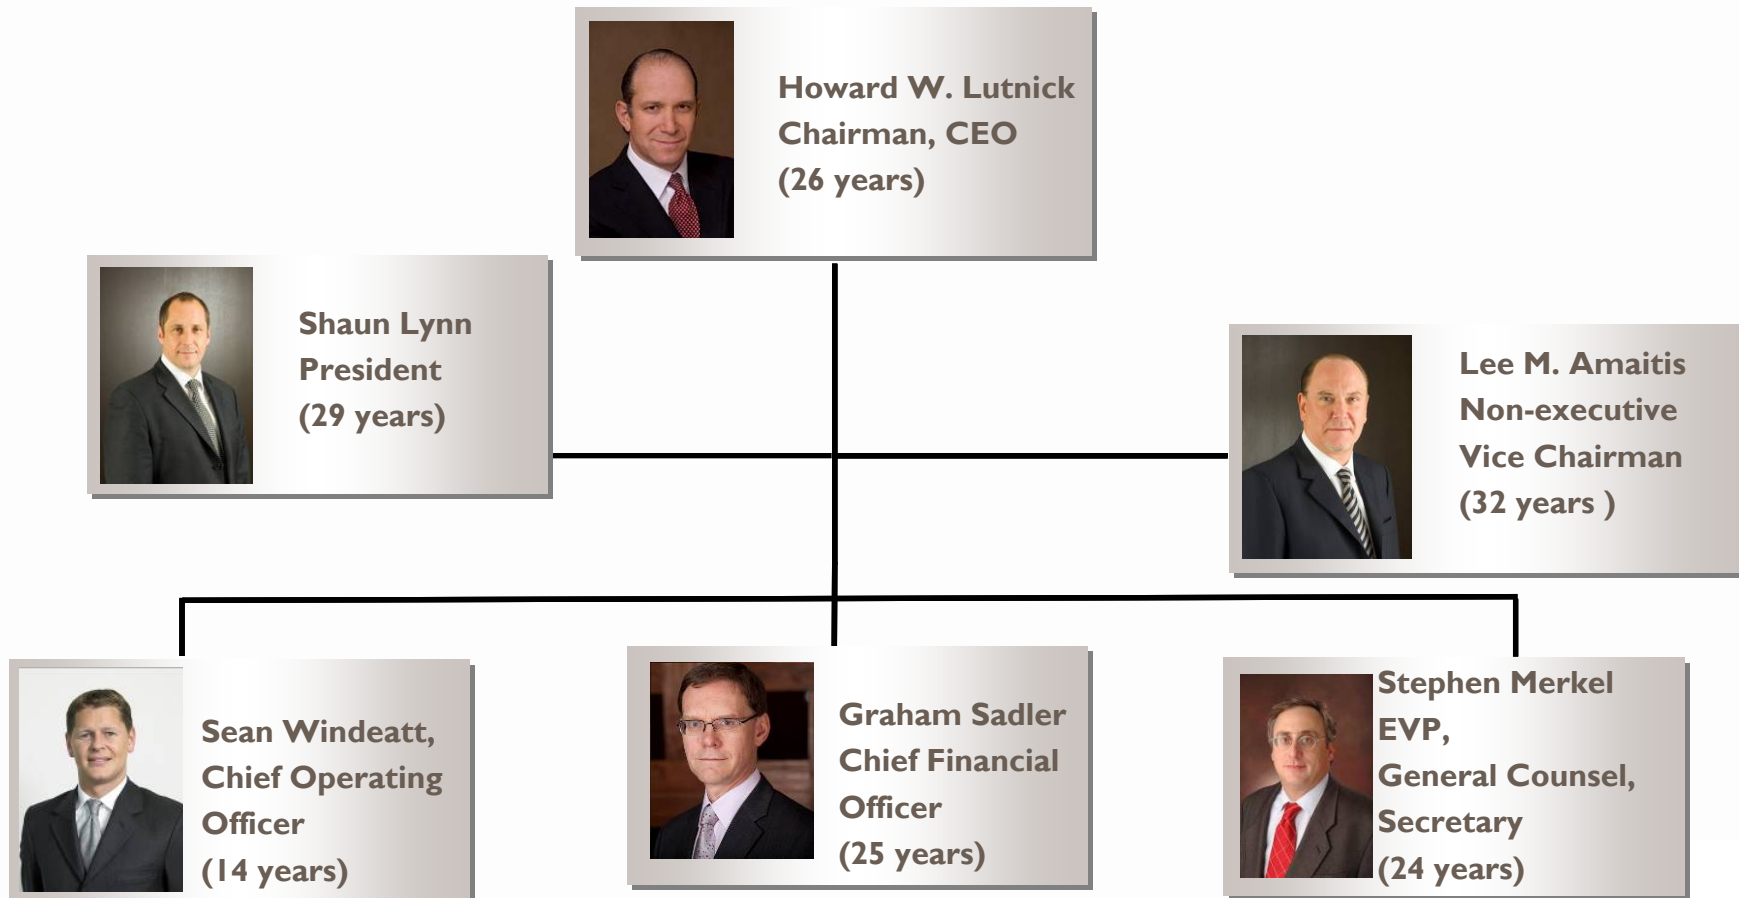 Howard W. Lutnick
Chairman, CEO
(26 years)
Shaun Lynn
President
(29 years)
Lee M. Amaitis
Non-executive
Vice Chairman
(32 years )
Sean Windeatt,
Chief Operating
Officer
(14 years)
Graham Sadler
Chief Financial
Officer
(25 years)
Stephen Merkel
EVP,
General Counsel,
Secretary
(24 years)